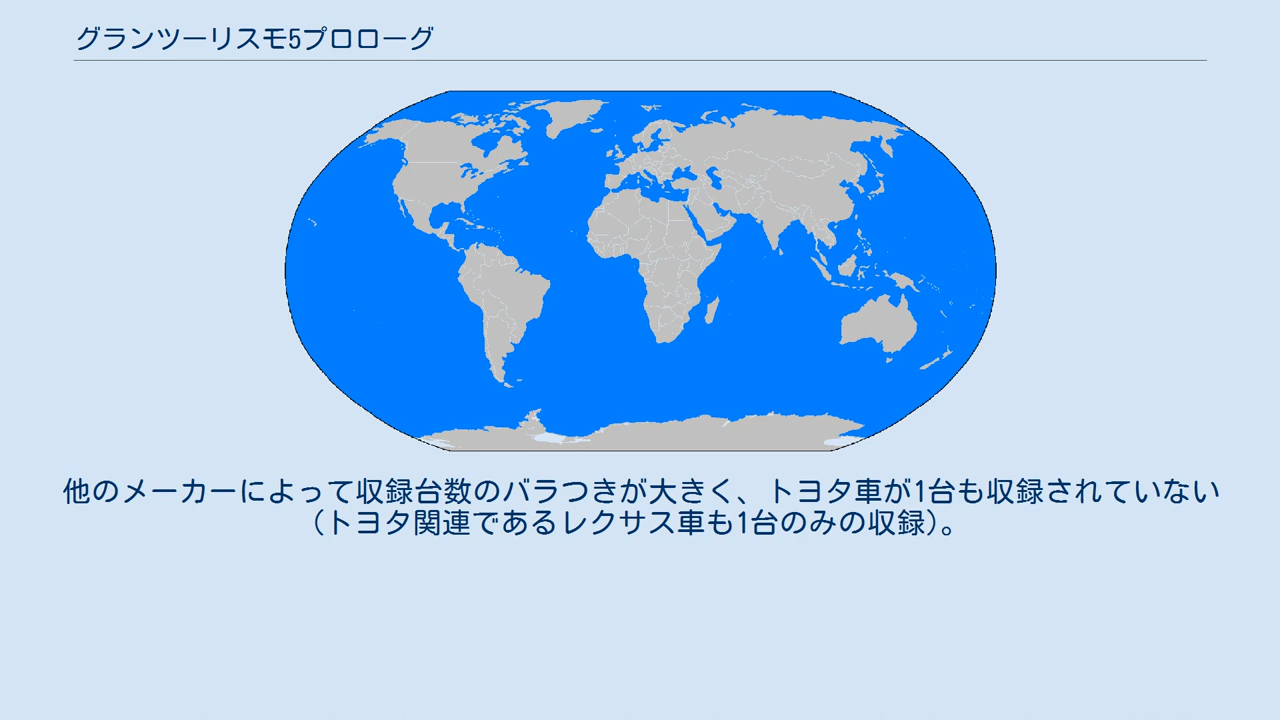 グランツーリスモ5プロローグ
他のメーカーによって収録台数のバラつきが大きく、トヨタ車が1台も収録されていない
（トヨタ関連であるレクサス車も1台のみの収録）。